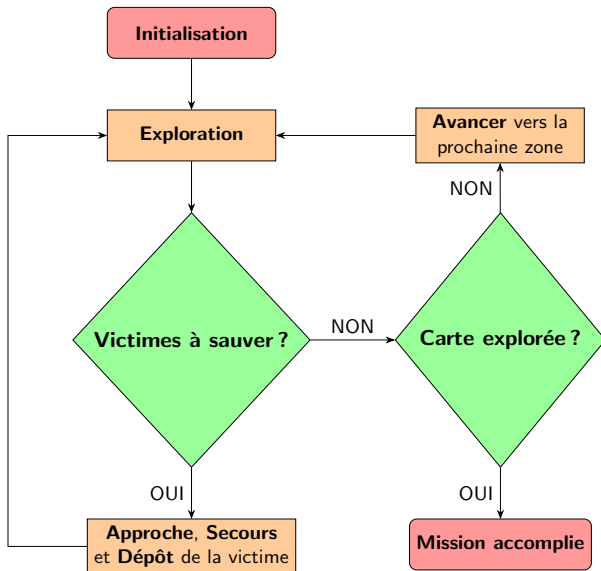 Initialisation
Exploration
Avancer vers la
prochaine zone
NON
Victimes à sauver ?
NON
Carte explorée ?
OUI
OUI
Approche, Secours
et Dépôt de la victime
Mission accomplie